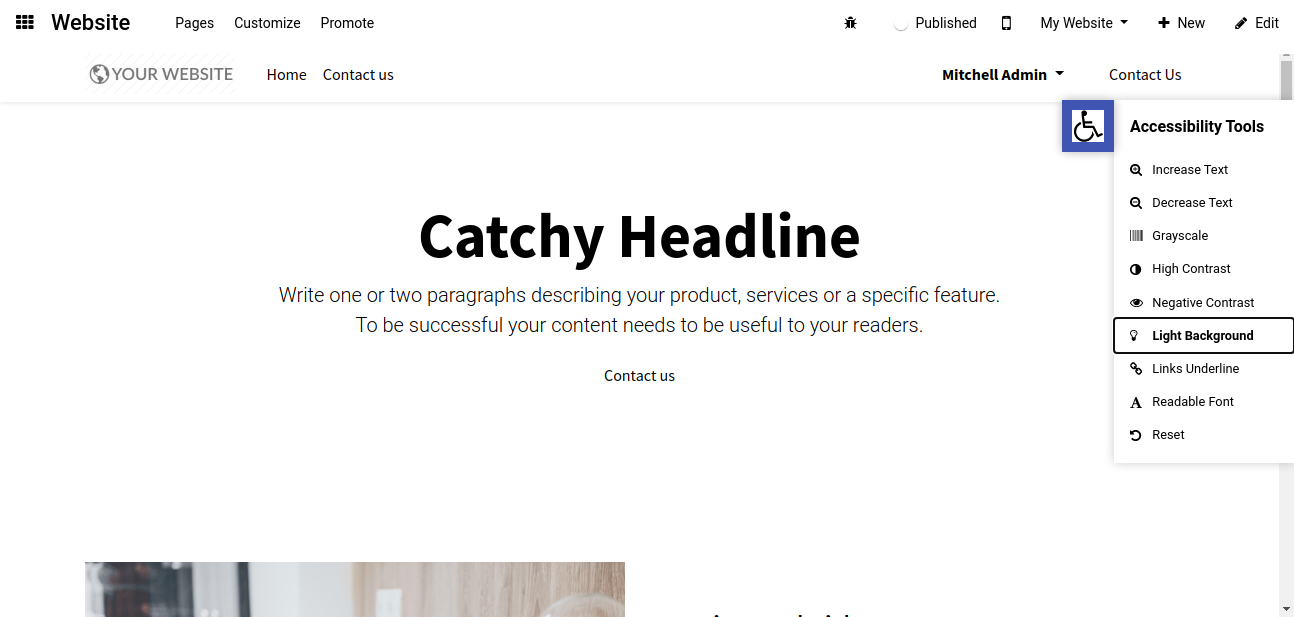 Website Pages Customize Promote Published My Website New Edit
YOUR WEBSITE Home Contact us Mitchell Admin Contact Us
Accessibility Tools
Increase Text
Decrease Text
Grayscale
High Contrast
Negative Contrast
Light Background
Links Underline
Readable Font
Reset
Catchy Headline
Write one or two paragraphs describing your product, services or a specific feature.
To be successful your content needs to be useful to your readers.
Contact us